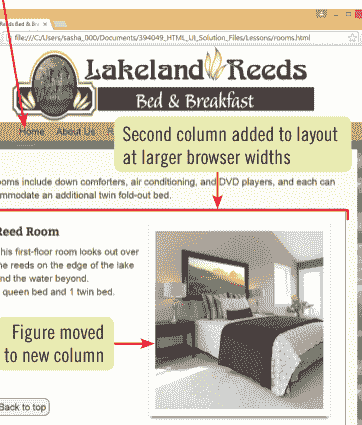 Reeds Bed & Br
file:///C:/Users/sasha_000/Documents/394049_HTML_UI_Solution_Files/Lessons/rooms.html
Lakeland Reeds
Bed & Breakfast
Home About Us
Second column added to layout
at larger browser widths
ooms include down comforters, air conditioning, and DVD players, and each can
mmodate an additional twin fold-out bed.
Reed Room
his first-floor room looks out over
he reeds on the edge of the lake
nd the water beyond.
queen bed and 1 twin bed.
Figure moved
to new column
Back to top